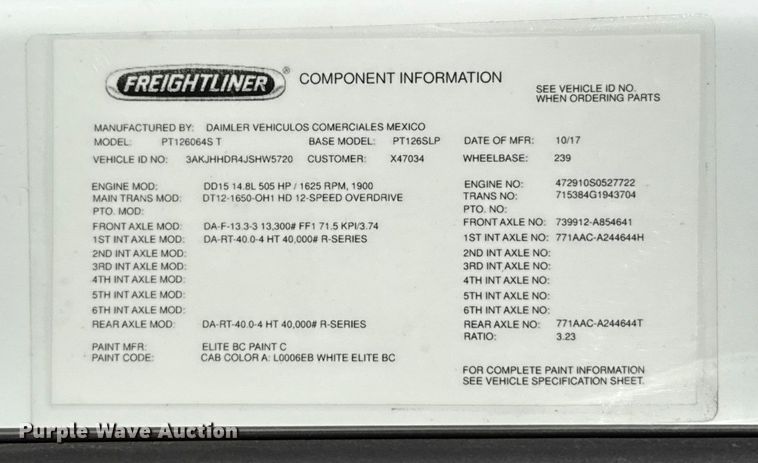 FREIGHTLINER ® COMPONENT INFORMATION
SEE VEHICLE ID NO.
WHEN ORDERING PARTS
MANUFACTURED BY: DAIMLER VEHICULOS COMERCIALES MEXICO
MODEL: PT126064S T BASE MODEL: PT126SLP DATE OF MFR: 10/17
VEHICLE ID NO: 3AKJHHDR4JSHW5720 CUSTOMER: X47034 WHEELBASE: 239
ENGINE MOD: DD15 14.8L 505 HP / 1625 RPM, 1900 ENGINE NO: 472910S0527722
MAIN TRANS MOD: DT12-1650-OH1 HD 12-SPEED OVERDRIVE TRANS NO: 715384G1943704
PTO. MOD: PTO. NO:
FRONT AXLE MOD: DA-F-13.3-3 13,300# FF1 71.5 KPI/3.74 FRONT AXLE NO: 739912-A854641
1ST INT AXLE MOD: DA-RT-40.0-4 HT 40,000# R-SERIES 1ST INT AXLE NO: 771AAC-A244644H
2ND INT AXLE MOD: 2ND INT AXLE NO:
3RD INT AXLE MOD: 3RD INT AXLE NO:
4TH INT AXLE MOD: 4TH INT AXLE NO:
5TH INT AXLE MOD: 5TH INT AXLE NO:
6TH INT AXLE MOD: 6TH INT AXLE NO:
REAR AXLE MOD: DA-RT-40.0-4 HT 40,000# R-SERIES REAR AXLE NO: 771AAC-A244644T
RATIO: 3.23
PAINT MFR: ELITE BC PAINT C
PAINT CODE: CAB COLOR A: L0006EB WHITE ELITE BC
FOR COMPLETE PAINT INFORMATION
SEE VEHICLE SPECIFICATION SHEET.
Purple Wave Auction